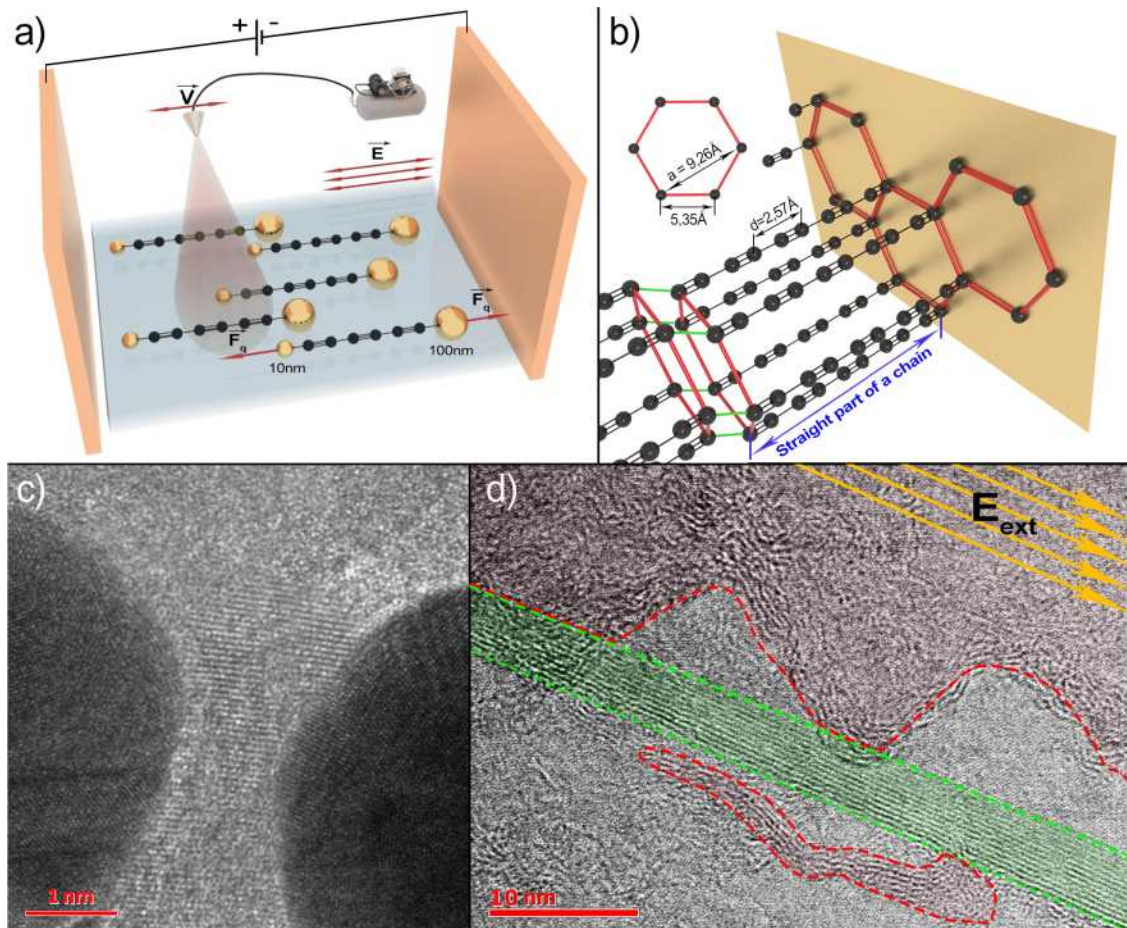 a)
+ -
V
E
F q
F q
10nm
100nm
b)
a = 9,26Å
5,35Å
d=2,57Å
Straight part of a chain
c)
1 nm
d)
E ext
10 nm